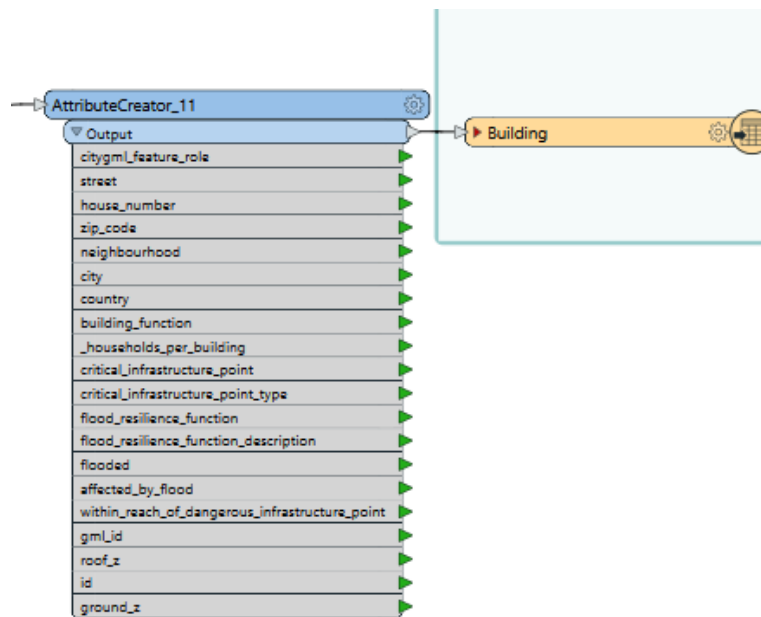 AttributeCreator_11
Output
Building
citygml_feature_role
street
house_number
zip_code
neighbourhood
city
country
building_function
_households_per_building
critical_infrastructure_point
critical_infrastructure_point_type
flood_resilience_function
flood_resilience_function_description
flooded
affected_by_flood
within_reach_of_dangerous_infrastructure_point
gml_id
roof_z
id
ground_z